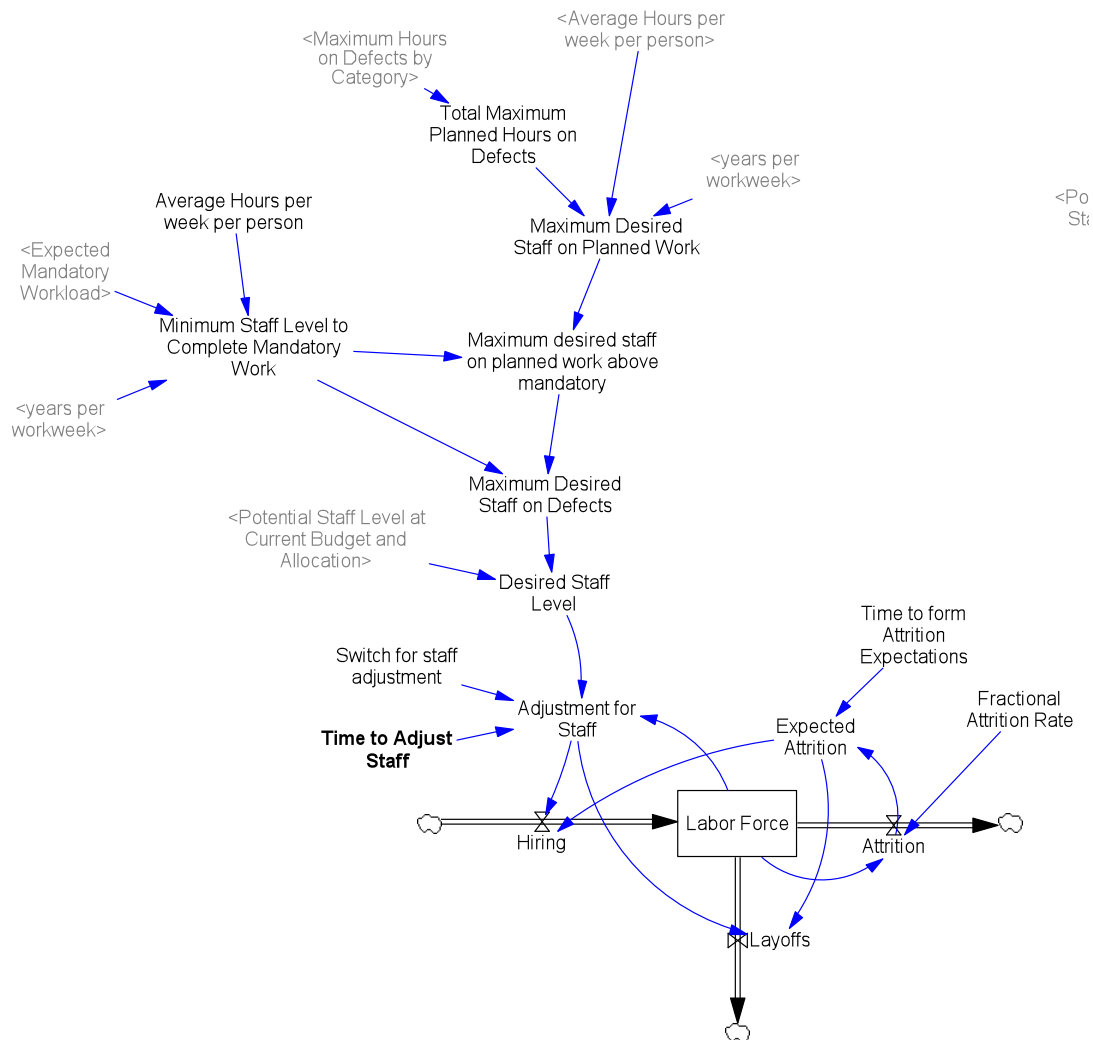 <Maximum Hours
on Defects by
Category>
<Average Hours per
week per person>
Total Maximum
Planned Hours on
Defects
<years per
workweek>
Average Hours per
week per person
<Po
Maximum Desired
Staff on Planned Work
<Expected
Mandatory
Workload>
Minimum Staff Level to
Complete Mandatory
Work
Maximum desired staff
on planned work above
mandatory
<years per
workweek>
Maximum Desired
Staff on Defects
<Potential Staff Level at
Current Budget and
Allocation>
Desired Staff
Level
Time to form
Attrition
Expectations
Switch for staff
adjustment
Fractional
Attrition Rate
Adjustment for
Staff
Expected
Attrition
Time to Adjust
Staff
Labor Force
Hiring
Attrition
Layoffs